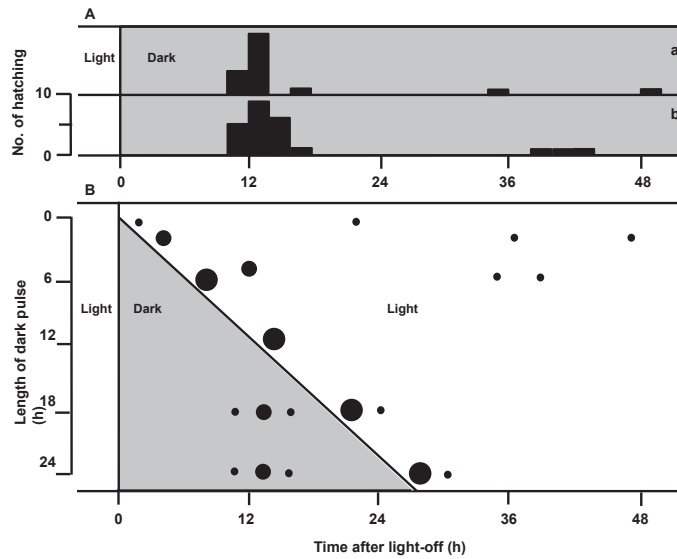 A
Light Dark a
No. of hatching
10
b
0
0 12 24 36 48
B
0
6
12
18
24
Length of dark pulse
(h)
Light Dark Light
0 12 24 36 48
Time after light-off (h)